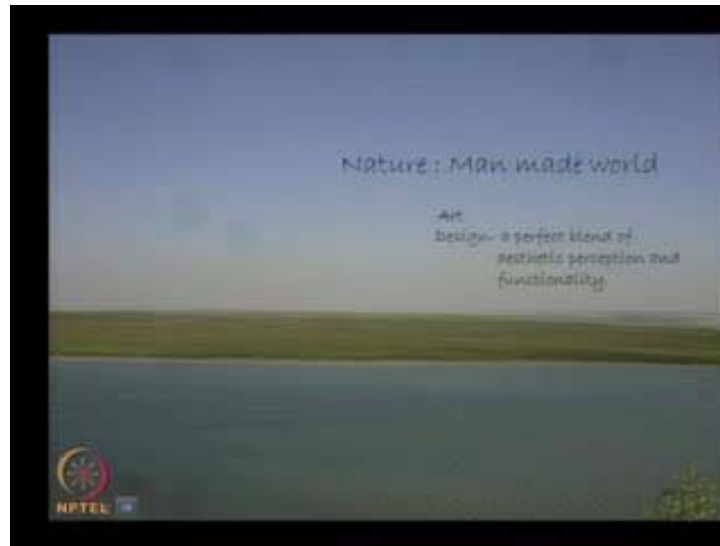 Nature : Man made world
Art
Design- a perfect blend of
aesthetic perception and
functionality
NPTEL